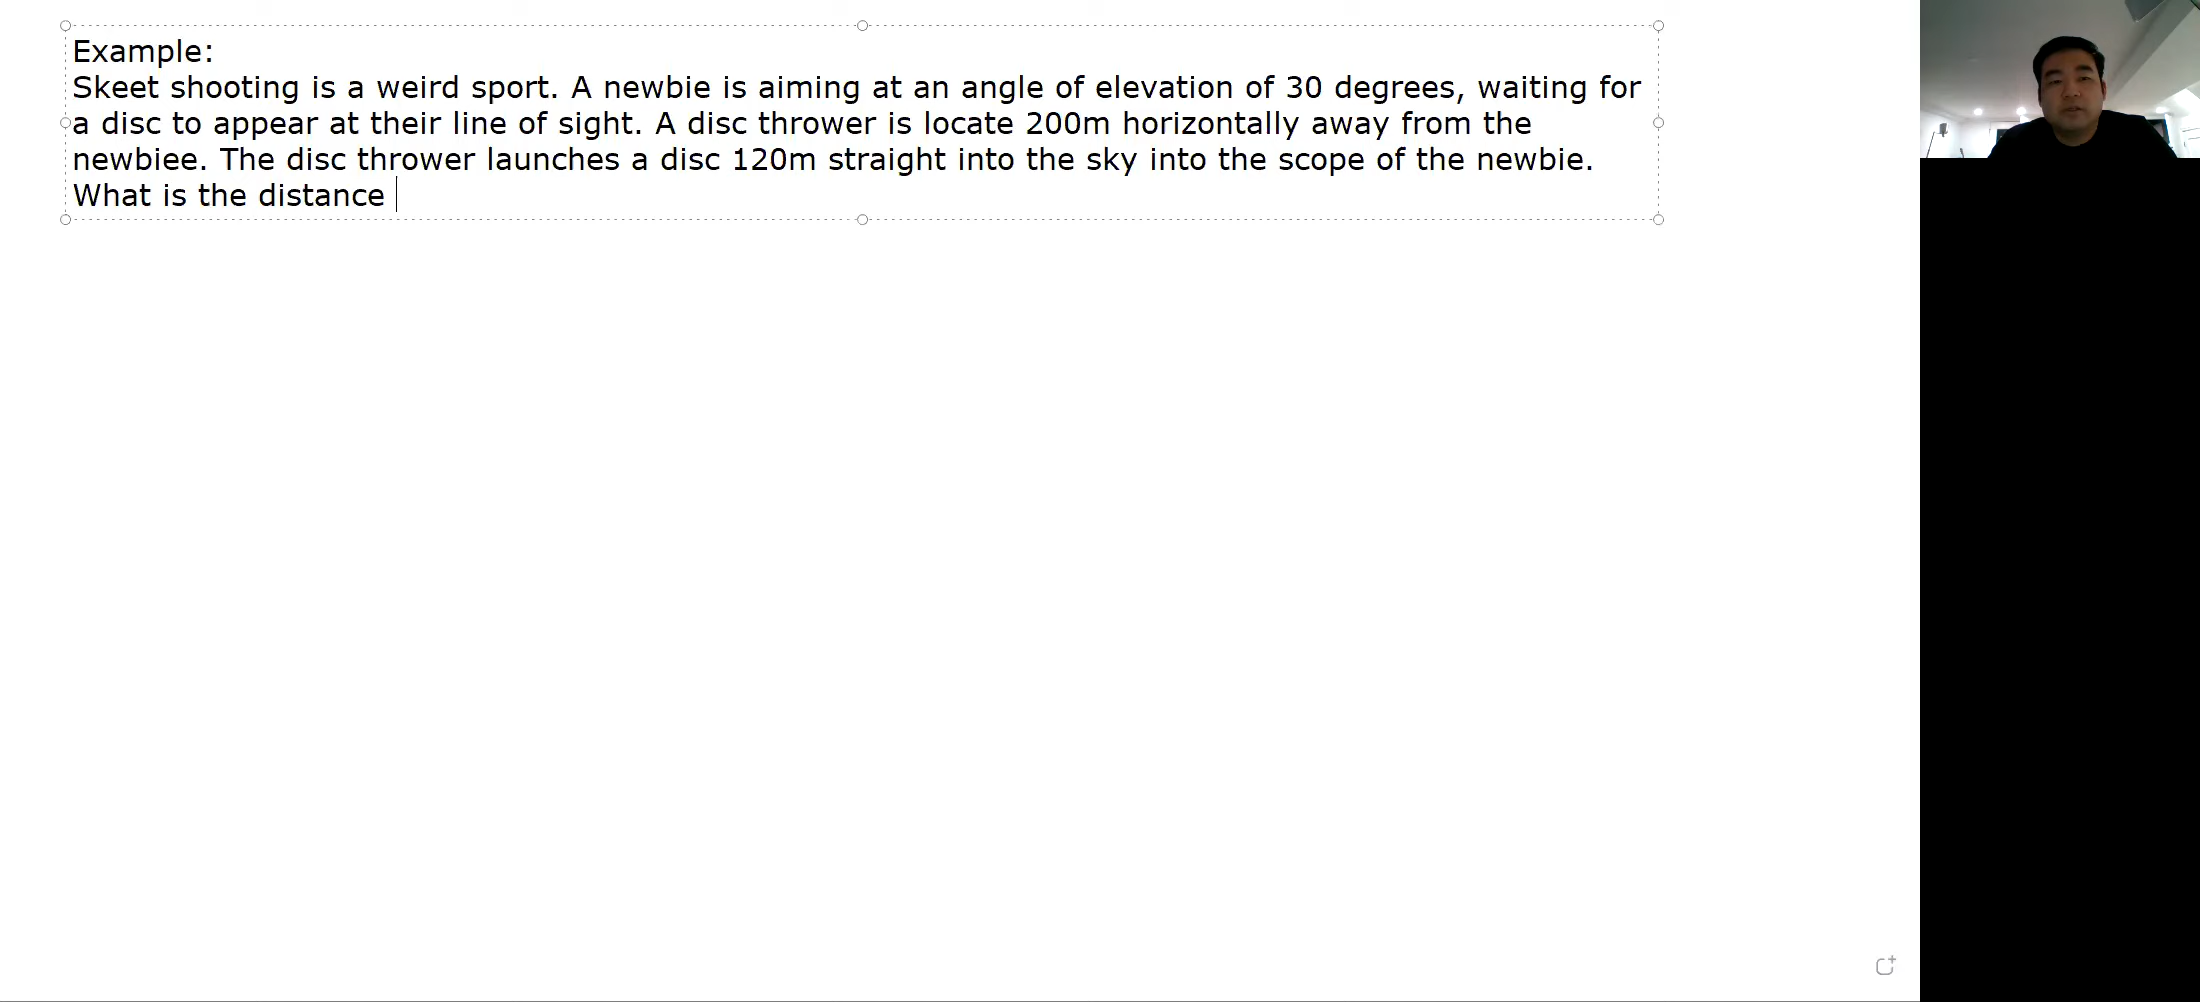 Example:
Skeet shooting is a weird sport. A newbie is aiming at an angle of elevation of 30 degrees, waiting for
a disc to appear at their line of sight. A disc thrower is locate 200m horizontally away from the
newbiee. The disc thrower launches a disc 120m straight into the sky into the scope of the newbie.
What is the distance